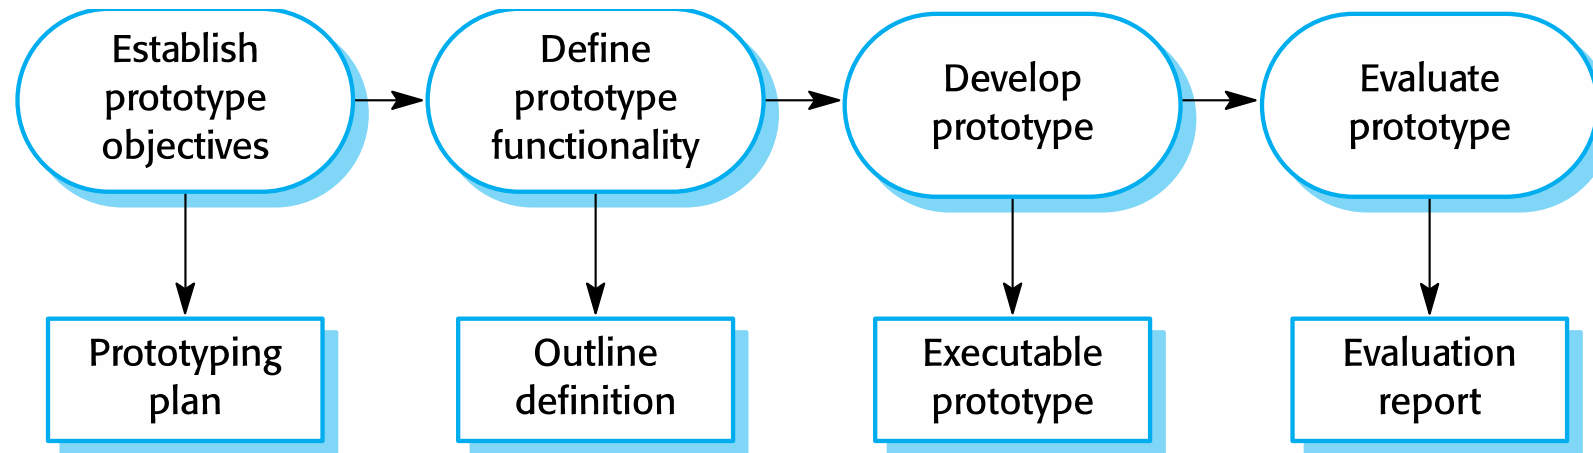 Establish
prototype
objectives
Define
prototype
functionality
Develop
prototype
Evaluate
prototype
Prototyping
plan
Outline
definition
Executable
prototype
Evaluation
report